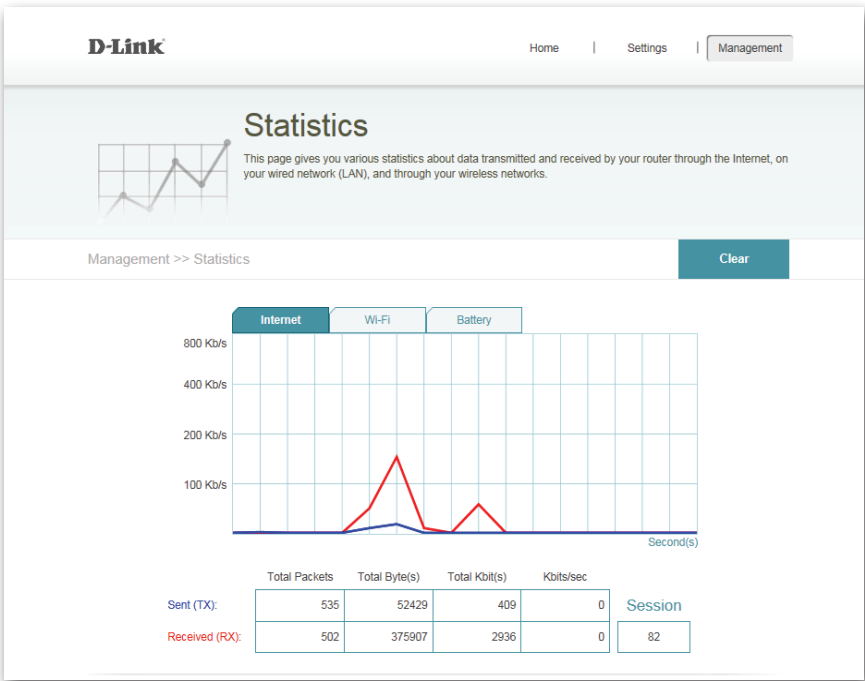 D-Link
Home | Settings | Management
Statistics
This page gives you various statistics about data transmitted and received by your router through the Internet, on
your wired network (LAN), and through your wireless networks.
Management >> Statistics
Clear
Internet Wi-Fi Battery
800 Kb/s
400 Kb/s
200 Kb/s
100 Kb/s
Second(s)
Total Packets Total Byte(s) Total Kbit(s) Kbits/sec
Sent (TX): 535 52429 409 0 Session
Received (RX): 502 375907 2936 0 82